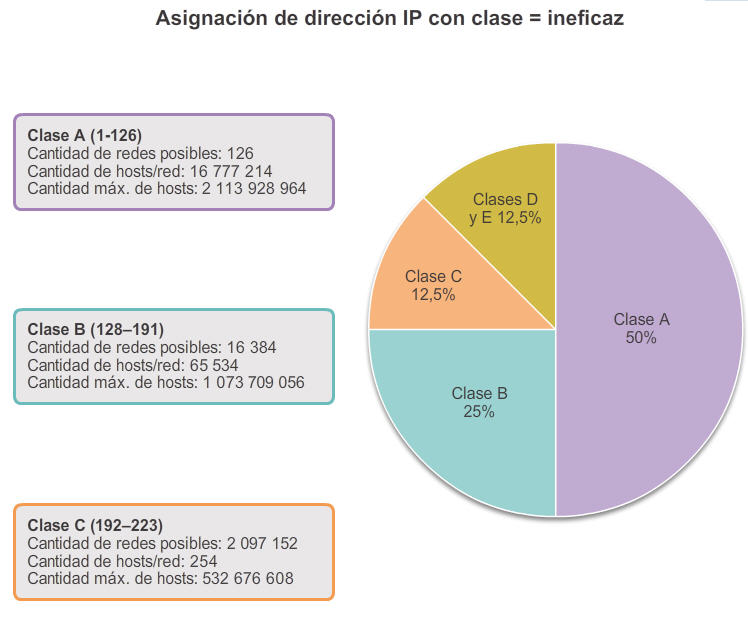 Asignación de dirección IP con clase = ineficaz
Clase A (1-126)
Cantidad de redes posibles: 126
Cantidad de hosts/red: 16 777 214
Cantidad máx. de hosts: 2 113 928 964
Clase B (128–191)
Cantidad de redes posibles: 16 384
Cantidad de hosts/red: 65 534
Cantidad máx. de hosts: 1 073 709 056
Clase C (192–223)
Cantidad de redes posibles: 2 097 152
Cantidad de hosts/red: 254
Cantidad máx. de hosts: 532 676 608
Clases D
y E 12,5%
Clase C
12,5%
Clase A
50%
Clase B
25%